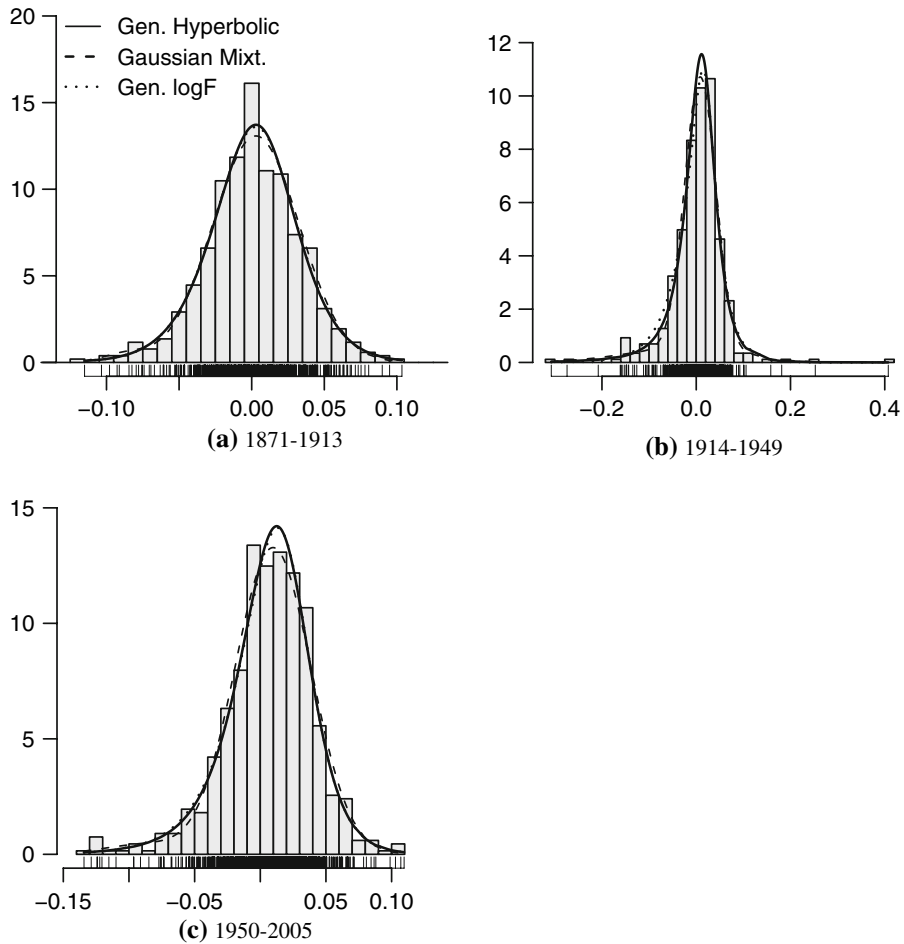 Gen. Hyperbolic
Gaussian Mixt.
Gen. logF
20
15
10
5
0
−0.10 0.00 0.05 0.10
(a) 1871-1913
12
10
8
6
4
2
0
−0.2 0.0 0.2 0.4
(b) 1914-1949
15
10
5
0
−0.15 −0.05 0.05 0.10
(c) 1950-2005